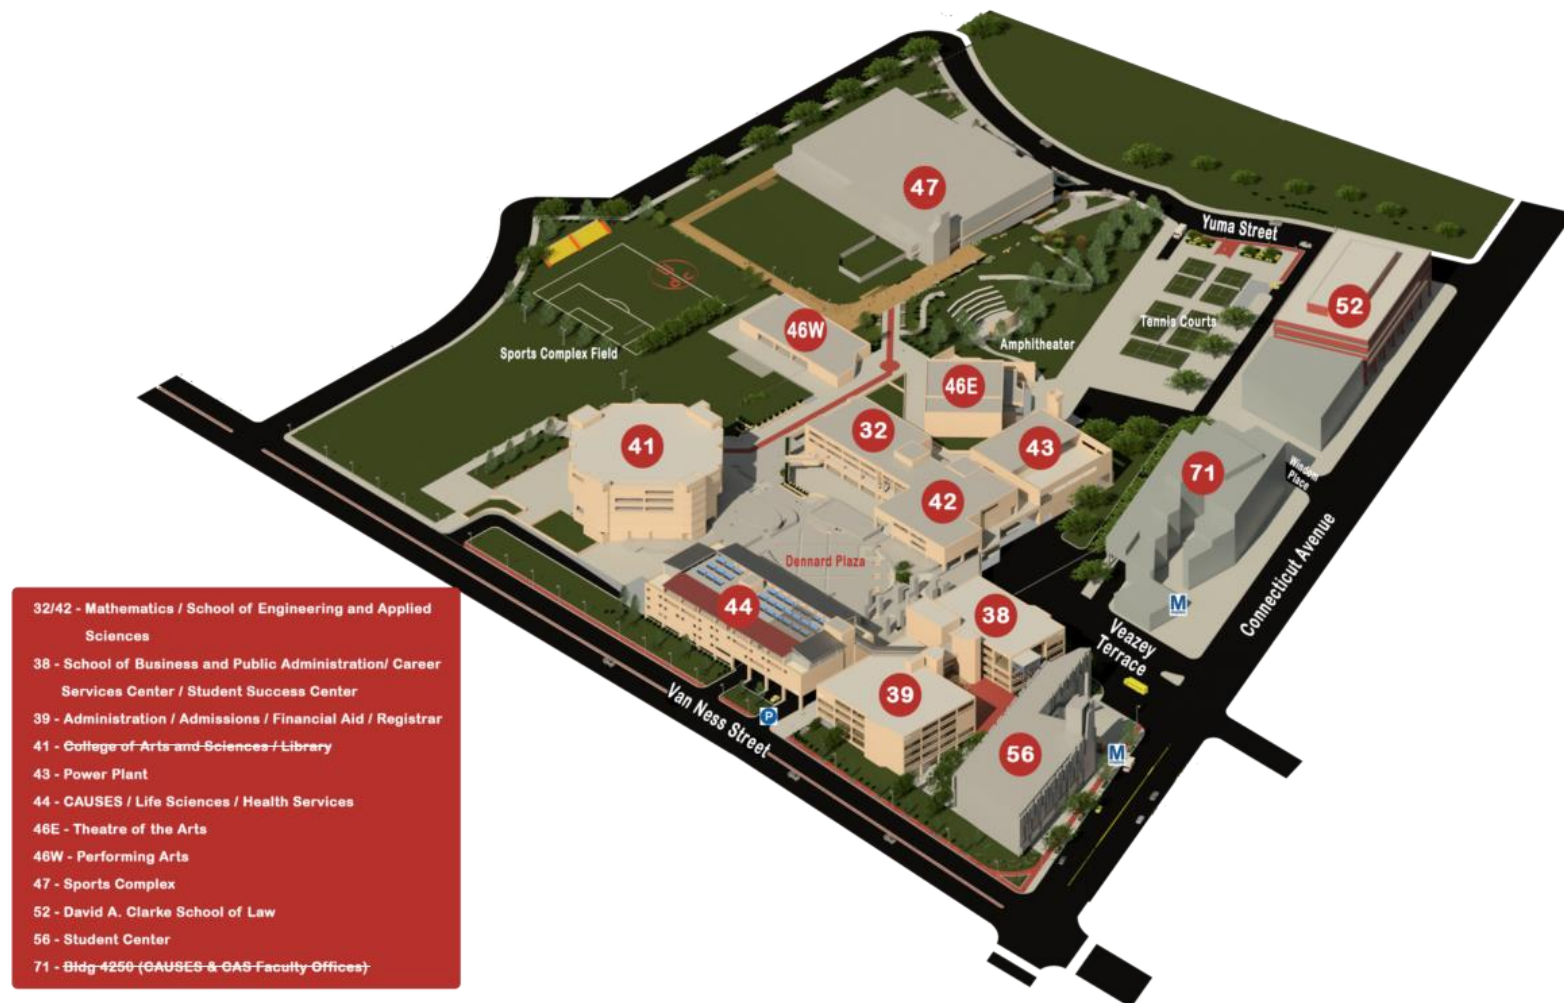 47
Yuma Street
52
46W
Tennis Courts
Amphitheater
Sports Complex Field
46E
32
41
43
71
Windom
Place
42
Connecticut Avenue
Dennard Plaza
44
38
M
Veazey
Terrace
39
Van Ness Street
P
56
M
32/42 - Mathematics / School of Engineering and Applied
Sciences
38 - School of Business and Public Administration/ Career
Services Center / Student Success Center
39 - Administration / Admissions / Financial Aid / Registrar
41 - College of Arts and Sciences / Library
43 - Power Plant
44 - CAUSES / Life Sciences / Health Services
46E - Theatre of the Arts
46W - Performing Arts
47 - Sports Complex
52 - David A. Clarke School of Law
56 - Student Center
71 - Bldg 4250 (CAUSES & CAS Faculty Offices)